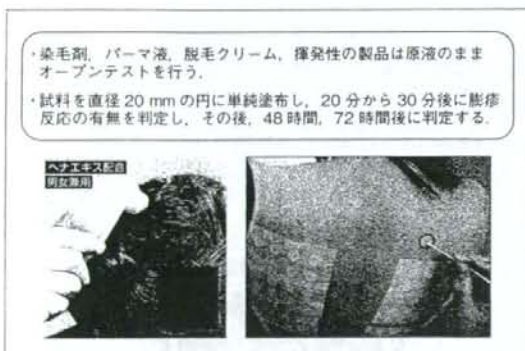 ・染毛剤，パーマ液，脱毛クリーム，揮発性の製品は原液のまま
オープンテストを行う．
・試料を直径 20 mm の円に単純塗布し，20 分から 30 分後に膨疹
反応の有無を判定し，その後，48 時間，72 時間後に判定する．
ヘナエキス配合
男女兼用